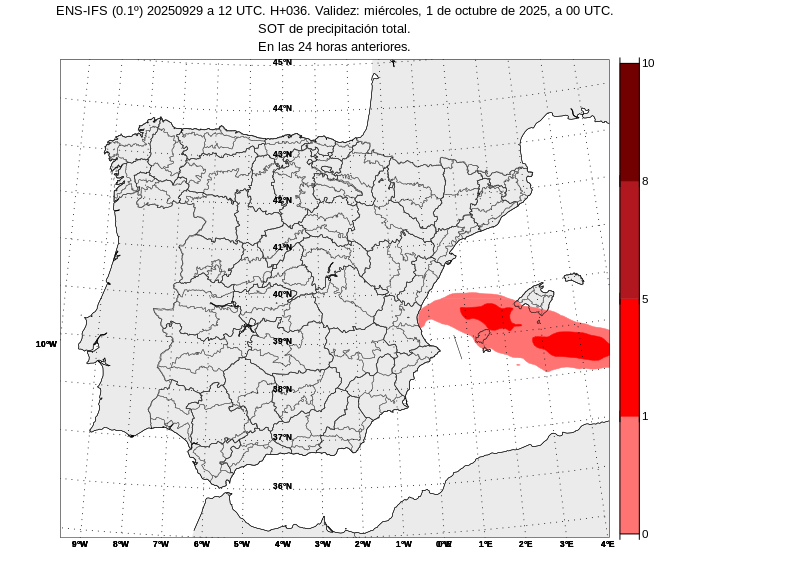 ENS-IFS (0.1º) 20250929 a 12 UTC. H+036. Validez: miércoles, 1 de octubre de 2025, a 00 UTC.
SOT de precipitación total.
En las 24 horas anteriores.
45°N
10
44°N
43°N
8
42°N
41°N
40°N
5
39°N
10°W
38°N
1
37°N
36°N
0
9°W 8°W 7°W 6°W 5°W 4°W 3°W 2°W 1°W 1°E 2°E 3°E 4°E